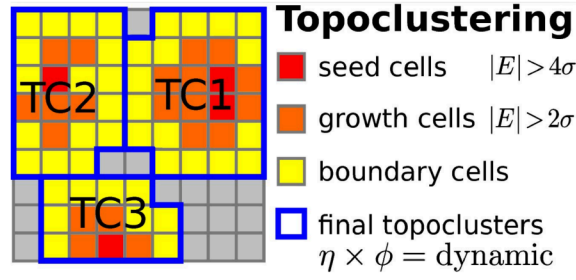 Topoclustering
seed cells |E|>4σ
TC2 TC1
growth cells |E|>2σ
boundary cells
TC3
final topoclusters
η × ϕ = dynamic